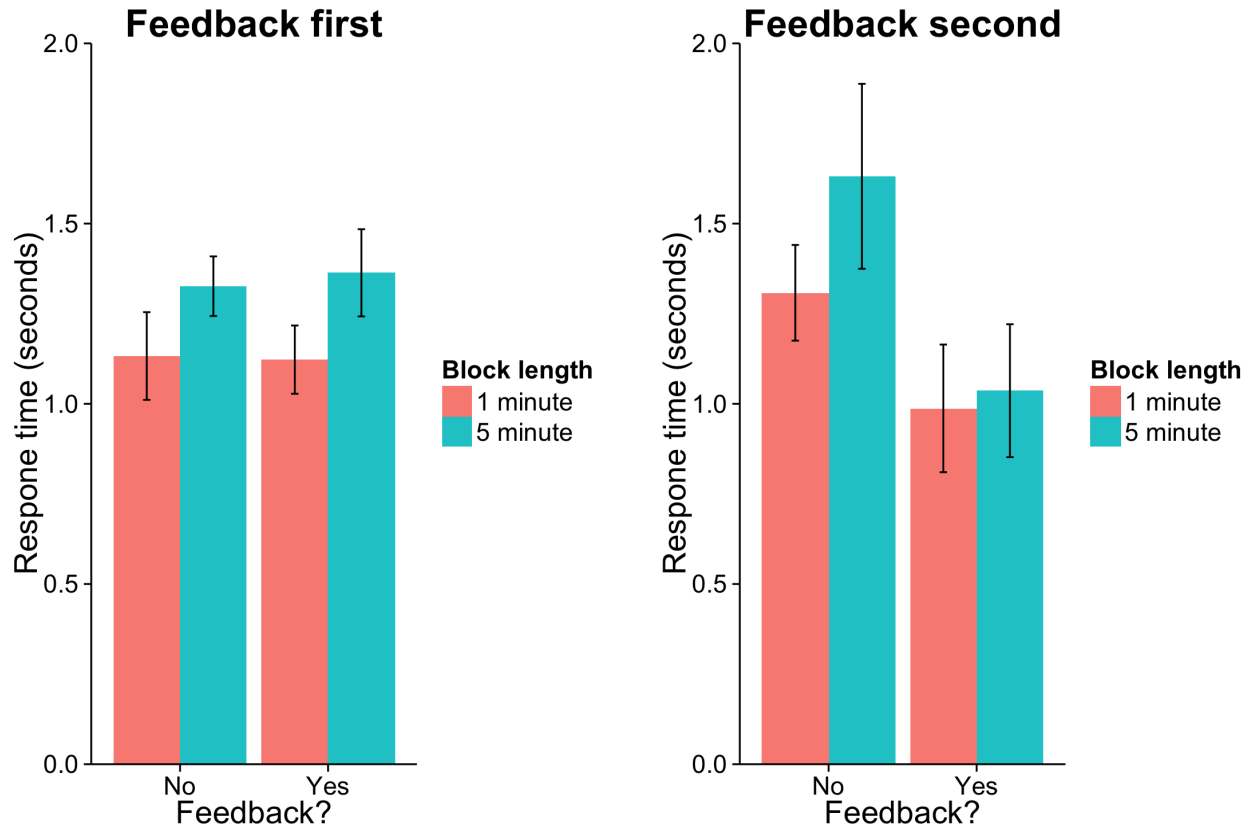 Feedback first
Respone time (seconds)
2.0
1.5
1.0
0.5
0.0
No Yes
Feedback?
Block length
1 minute
5 minute
Feedback second
Respone time (seconds)
2.0
1.5
1.0
0.5
0.0
No Yes
Feedback?
Block length
1 minute
5 minute